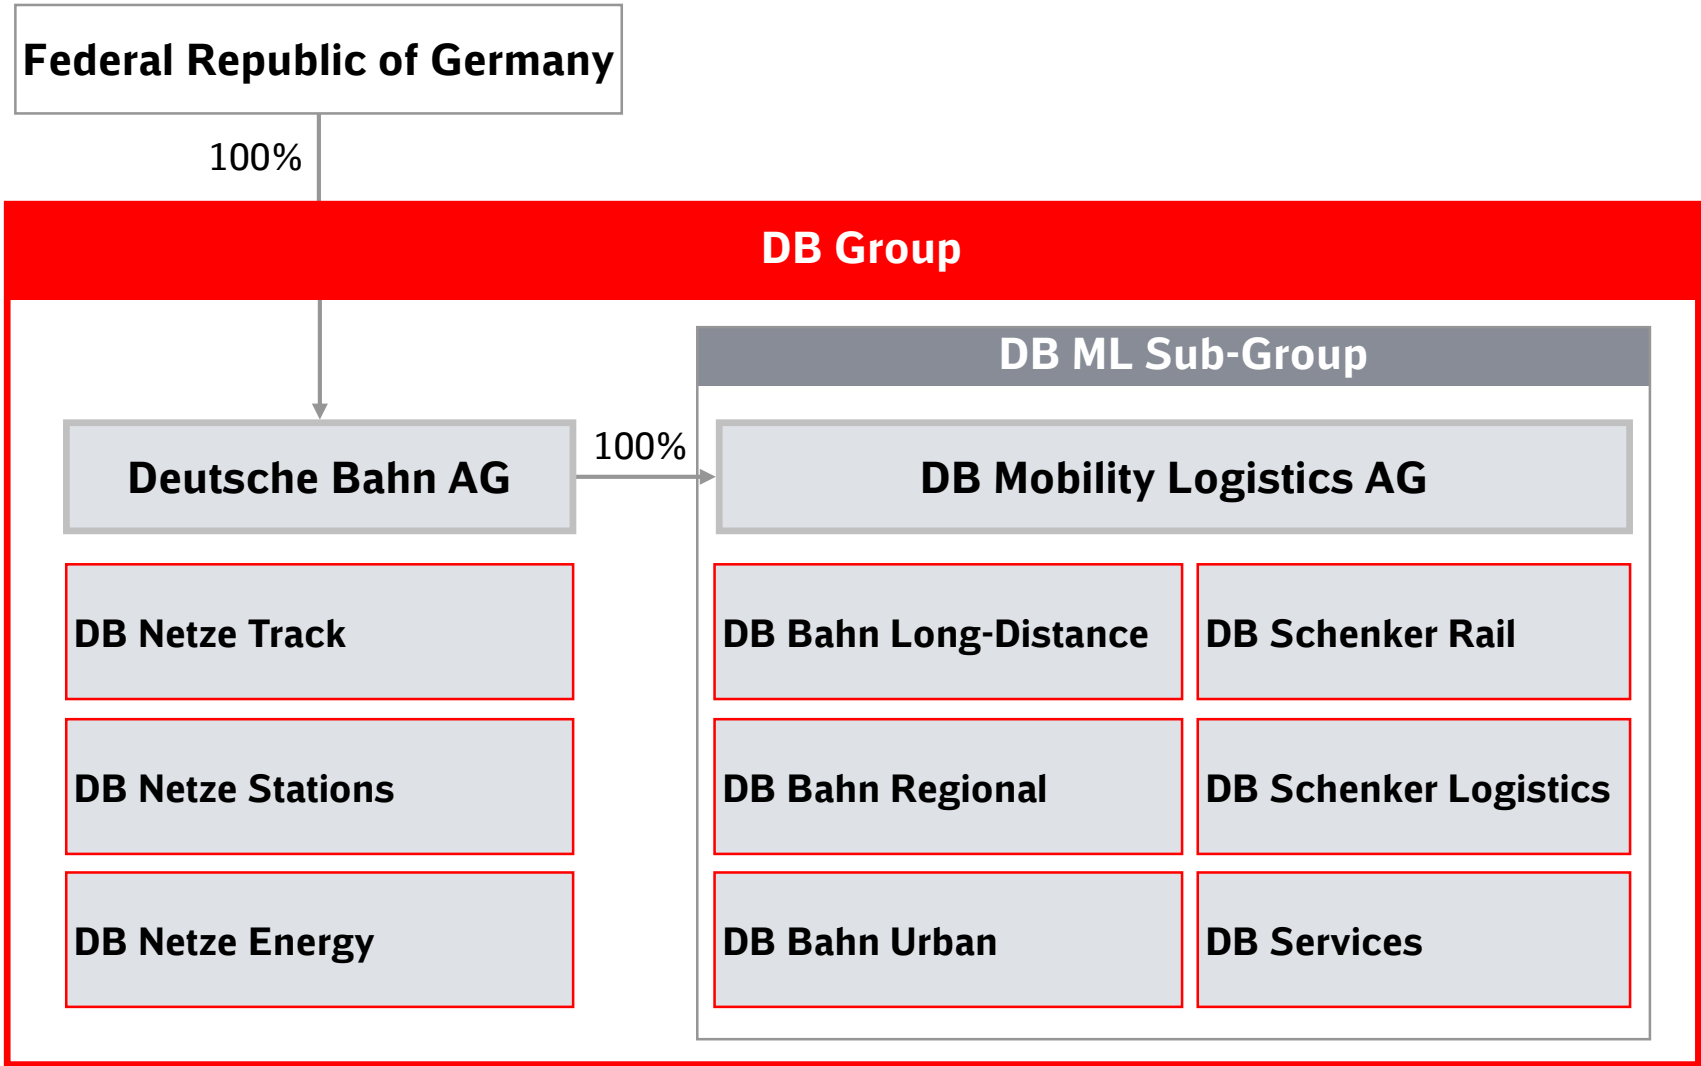 Federal Republic of Germany
100%
DB Group
DB ML Sub-Group
Deutsche Bahn AG
100%
DB Mobility Logistics AG
DB Netze Track
DB Bahn Long-Distance
DB Schenker Rail
DB Netze Stations
DB Bahn Regional
DB Schenker Logistics
DB Netze Energy
DB Bahn Urban
DB Services